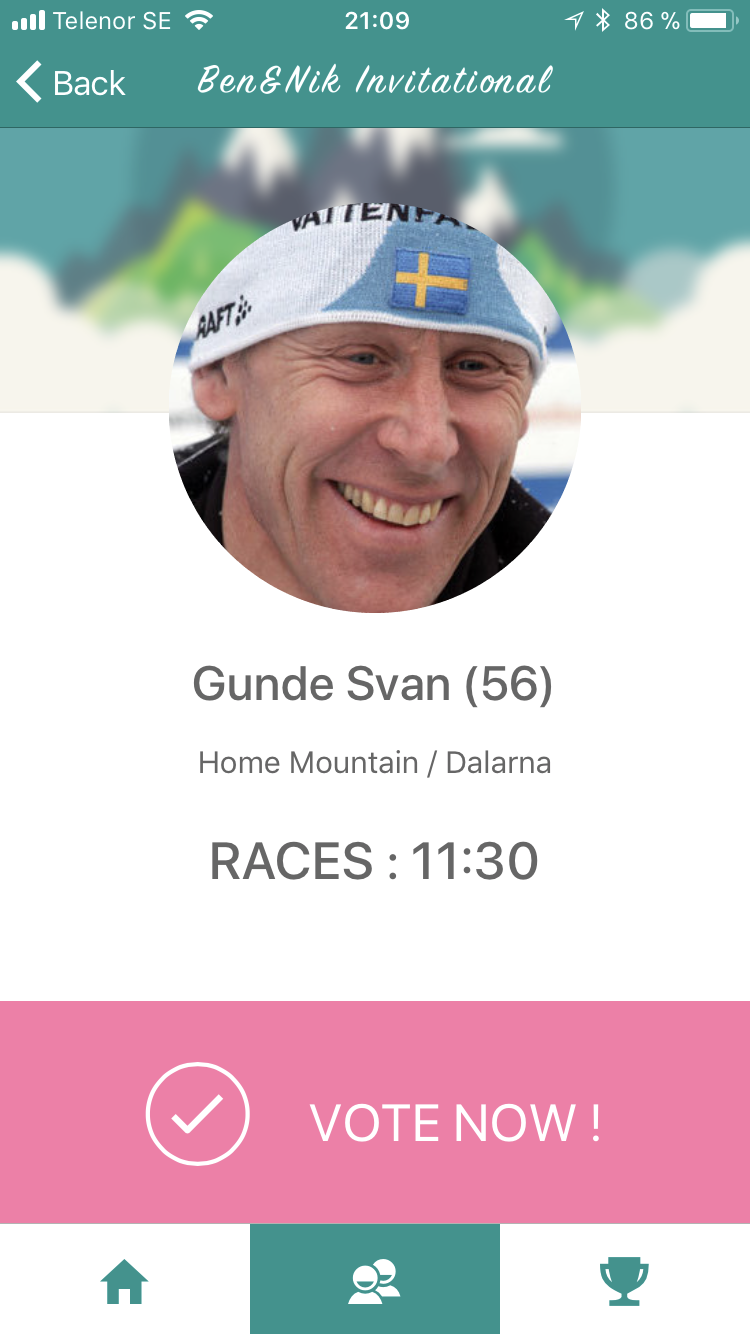 Telenor SE 21:09 86 %
Back Ben&Nik Invitational
VATTENFA
RAFT
Gunde Svan (56)
Home Mountain / Dalarna
RACES : 11:30
VOTE NOW !